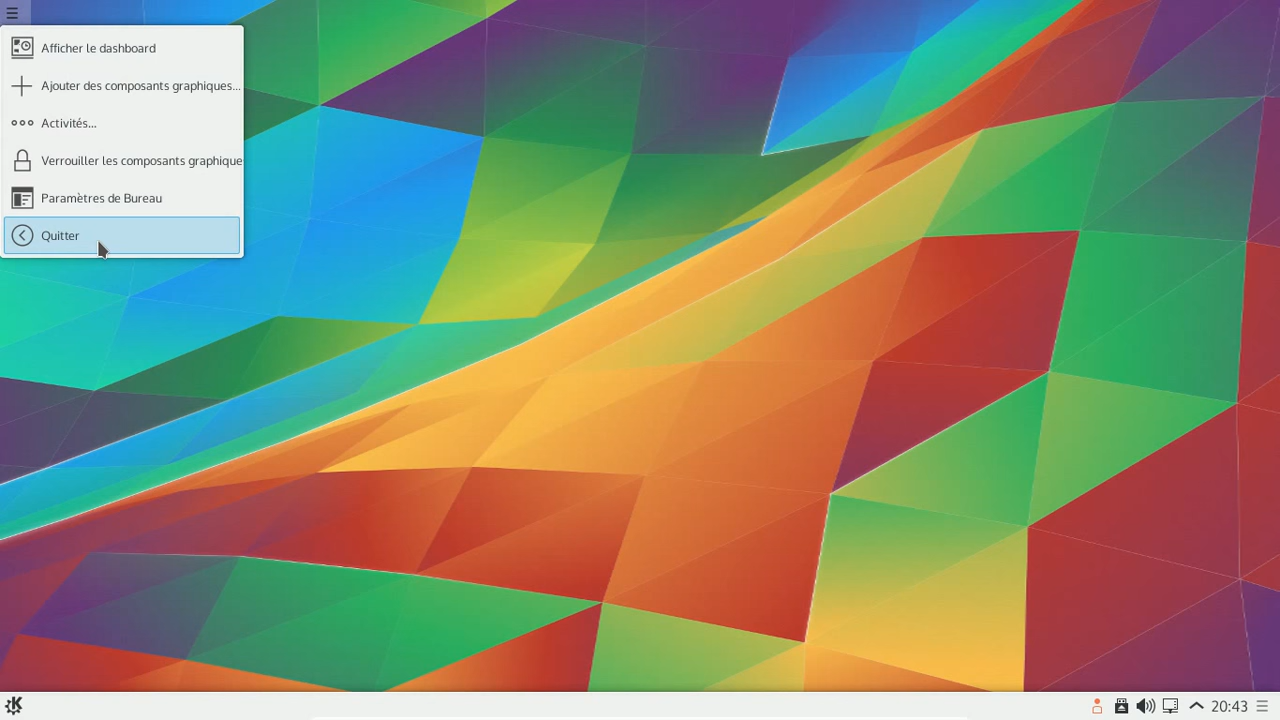 Afficher le dashboard
Ajouter des composants graphiques...
Activités...
Verrouiller les composants graphique
Paramètres de Bureau
Quitter
20:43